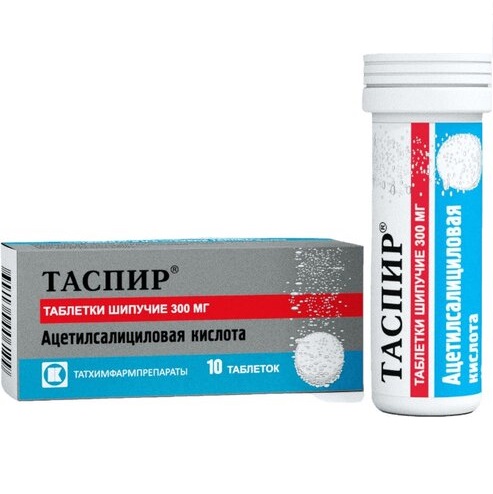 ТАСПИР®
ТАБЛЕТКИ ШИПУЧИЕ 300 МГ
Ацетилсалициловая кислота
ТАТХИМФАРМПРЕПАРАТЫ
10 ТАБЛЕТОК
ТАСПИР®
ТАБЛЕТКИ ШИПУЧИЕ 300 МГ
Ацетилсалициловая
кислота